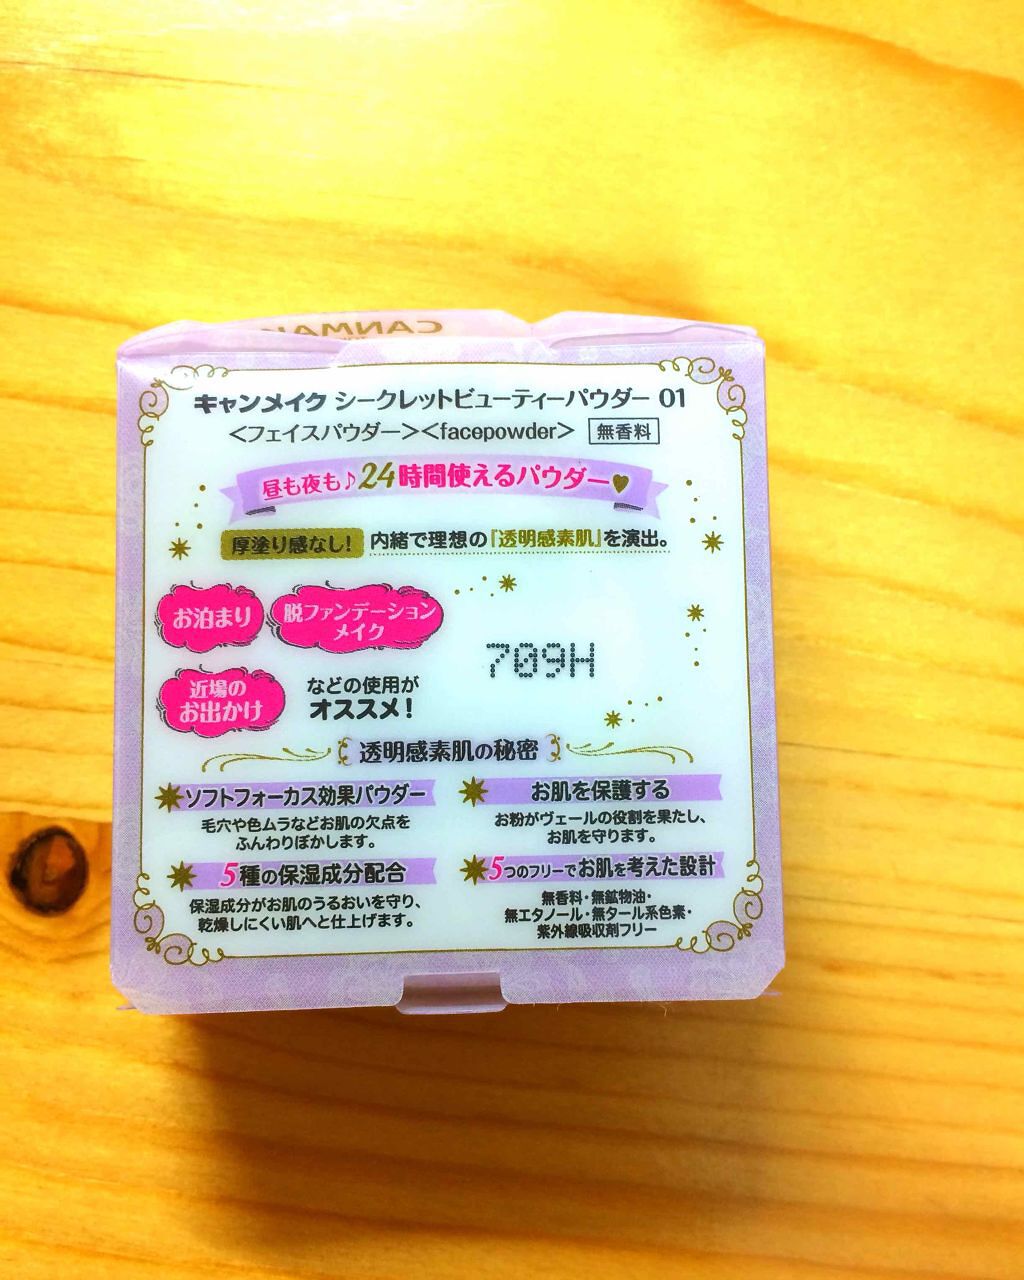 CANMAK
キャンメイク シークレットビューティーパウダー 01
＜フェイスパウダー＞＜facepowder＞ 無香料
昼も夜も♪24時間使えるパウダー♥
厚塗り感なし! 内緒で理想の『透明感素肌』を演出。
お泊まり
脱ファンデーション
メイク
近場の
お出かけ
などの使用が
オススメ!
709H
透明感素肌の秘密
ソフトフォーカス効果パウダー
毛穴や色ムラなどお肌の欠点を
ふんわりぼかします。
お肌を保護する
お粉がヴェールの役割を果たし、
お肌を守ります。
5種の保湿成分配合
保湿成分がお肌のうるおいを守り、
乾燥しにくい肌へと仕上げます。
5つのフリーでお肌を考えた設計
無香料・無鉱物油・
無エタノール・無タール系色素・
紫外線吸収剤フリー